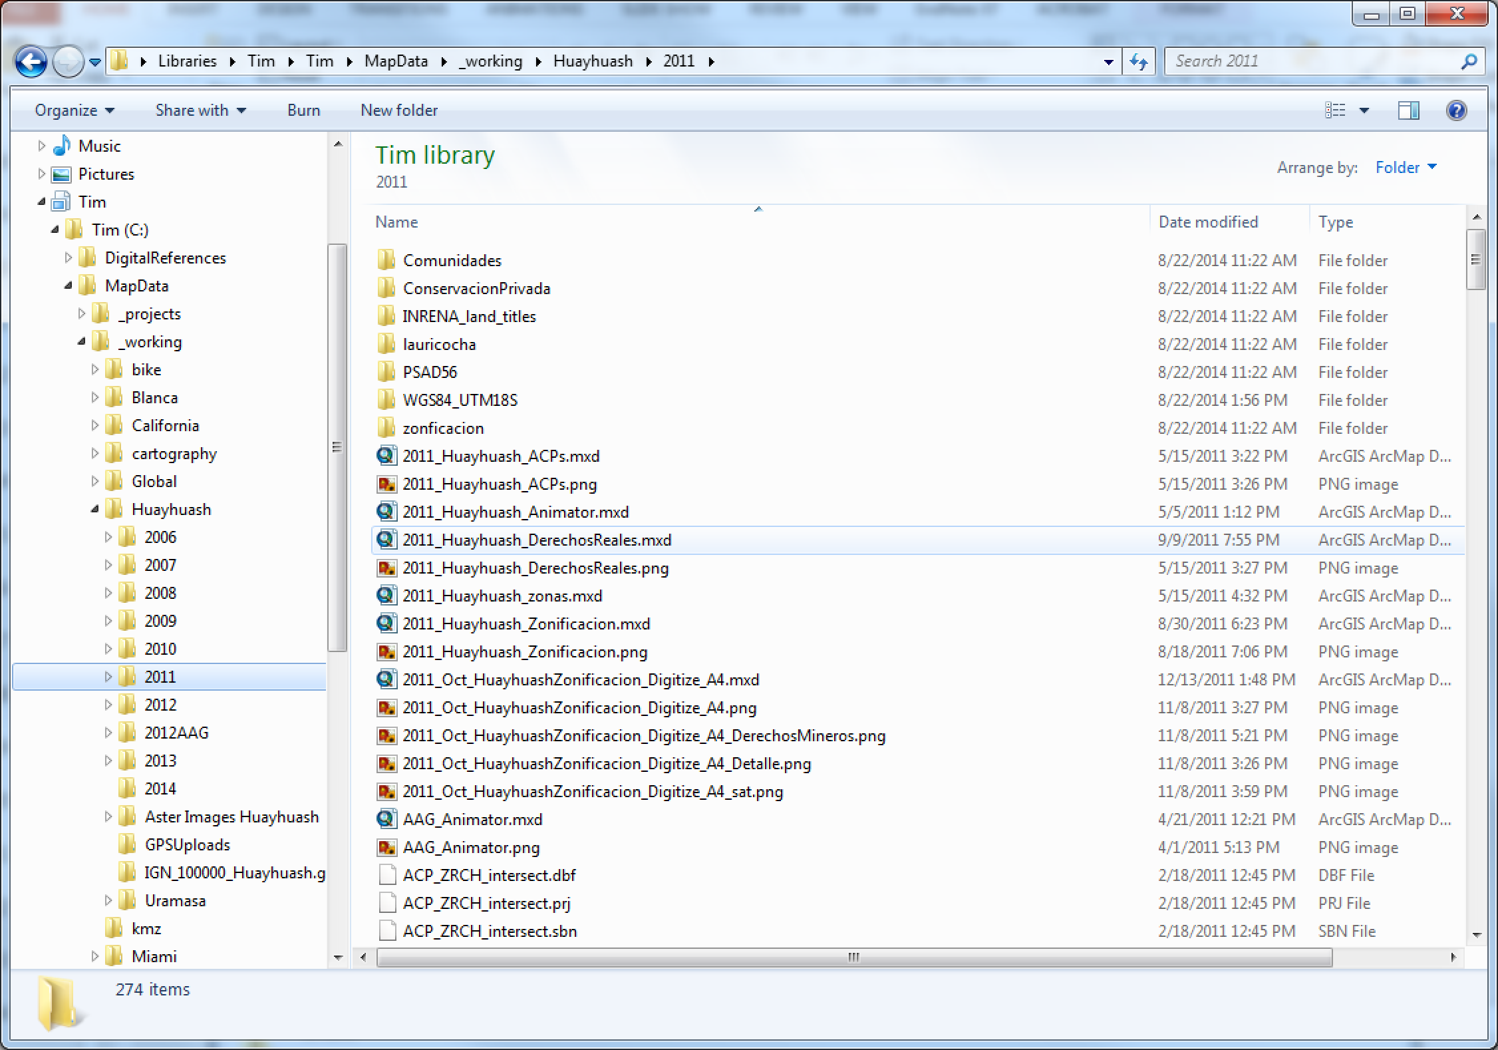 Libraries Tim Tim MapData _working Huayhuash 2011
Search 2011
Organize Share with Burn New folder
Music
Pictures
Tim
Tim (C:)
DigitalReferences
MapData
_projects
_working
bike
Blanca
California
cartography
Global
Huayhuash
2006
2007
2008
2009
2010
2011
2012
2012AAG
2013
2014
Aster Images Huayhuash
GPSUploads
IGN_100000_Huayhuash.g
Uramasa
kmz
Miami
Tim library
2011
Arrange by: Folder
Name Date modified Type
Comunidades 8/22/2014 11:22 AM File folder
ConservacionPrivada 8/22/2014 11:22 AM File folder
INRENA_land_titles 8/22/2014 11:22 AM File folder
lauricocha 8/22/2014 11:22 AM File folder
PSAD56 8/22/2014 11:22 AM File folder
WGS84_UTM18S 8/22/2014 1:56 PM File folder
zonficacion 8/22/2014 11:22 AM File folder
2011_Huayhuash_ACPs.mxd 5/15/2011 3:22 PM ArcGIS ArcMap D...
2011_Huayhuash_ACPs.png 5/15/2011 3:26 PM PNG image
2011_Huayhuash_Animator.mxd 5/5/2011 1:12 PM ArcGIS ArcMap D...
2011_Huayhuash_DerechosReales.mxd 9/9/2011 7:55 PM ArcGIS ArcMap D...
2011_Huayhuash_DerechosReales.png 5/15/2011 3:27 PM PNG image
2011_Huayhuash_zonas.mxd 5/15/2011 4:32 PM ArcGIS ArcMap D...
2011_Huayhuash_Zonificacion.mxd 8/30/2011 6:23 PM ArcGIS ArcMap D...
2011_Huayhuash_Zonificacion.png 8/18/2011 7:06 PM PNG image
2011_Oct_HuayhuashZonificacion_Digitize_A4.mxd 12/13/2011 1:48 PM ArcGIS ArcMap D...
2011_Oct_HuayhuashZonificacion_Digitize_A4.png 11/8/2011 3:27 PM PNG image
2011_Oct_HuayhuashZonificacion_Digitize_A4_DerechosMineros.png 11/8/2011 5:21 PM PNG image
2011_Oct_HuayhuashZonificacion_Digitize_A4_Detalle.png 11/8/2011 3:26 PM PNG image
2011_Oct_HuayhuashZonificacion_Digitize_A4_sat.png 11/8/2011 3:59 PM PNG image
AAG_Animator.mxd 4/21/2011 12:21 PM ArcGIS ArcMap D...
AAG_Animator.png 4/1/2011 5:13 PM PNG image
ACP_ZRCH_intersect.dbf 2/18/2011 12:45 PM DBF File
ACP_ZRCH_intersect.prj 2/18/2011 12:45 PM PRJ File
ACP_ZRCH_intersect.sbn 2/18/2011 12:45 PM SBN File
274 items